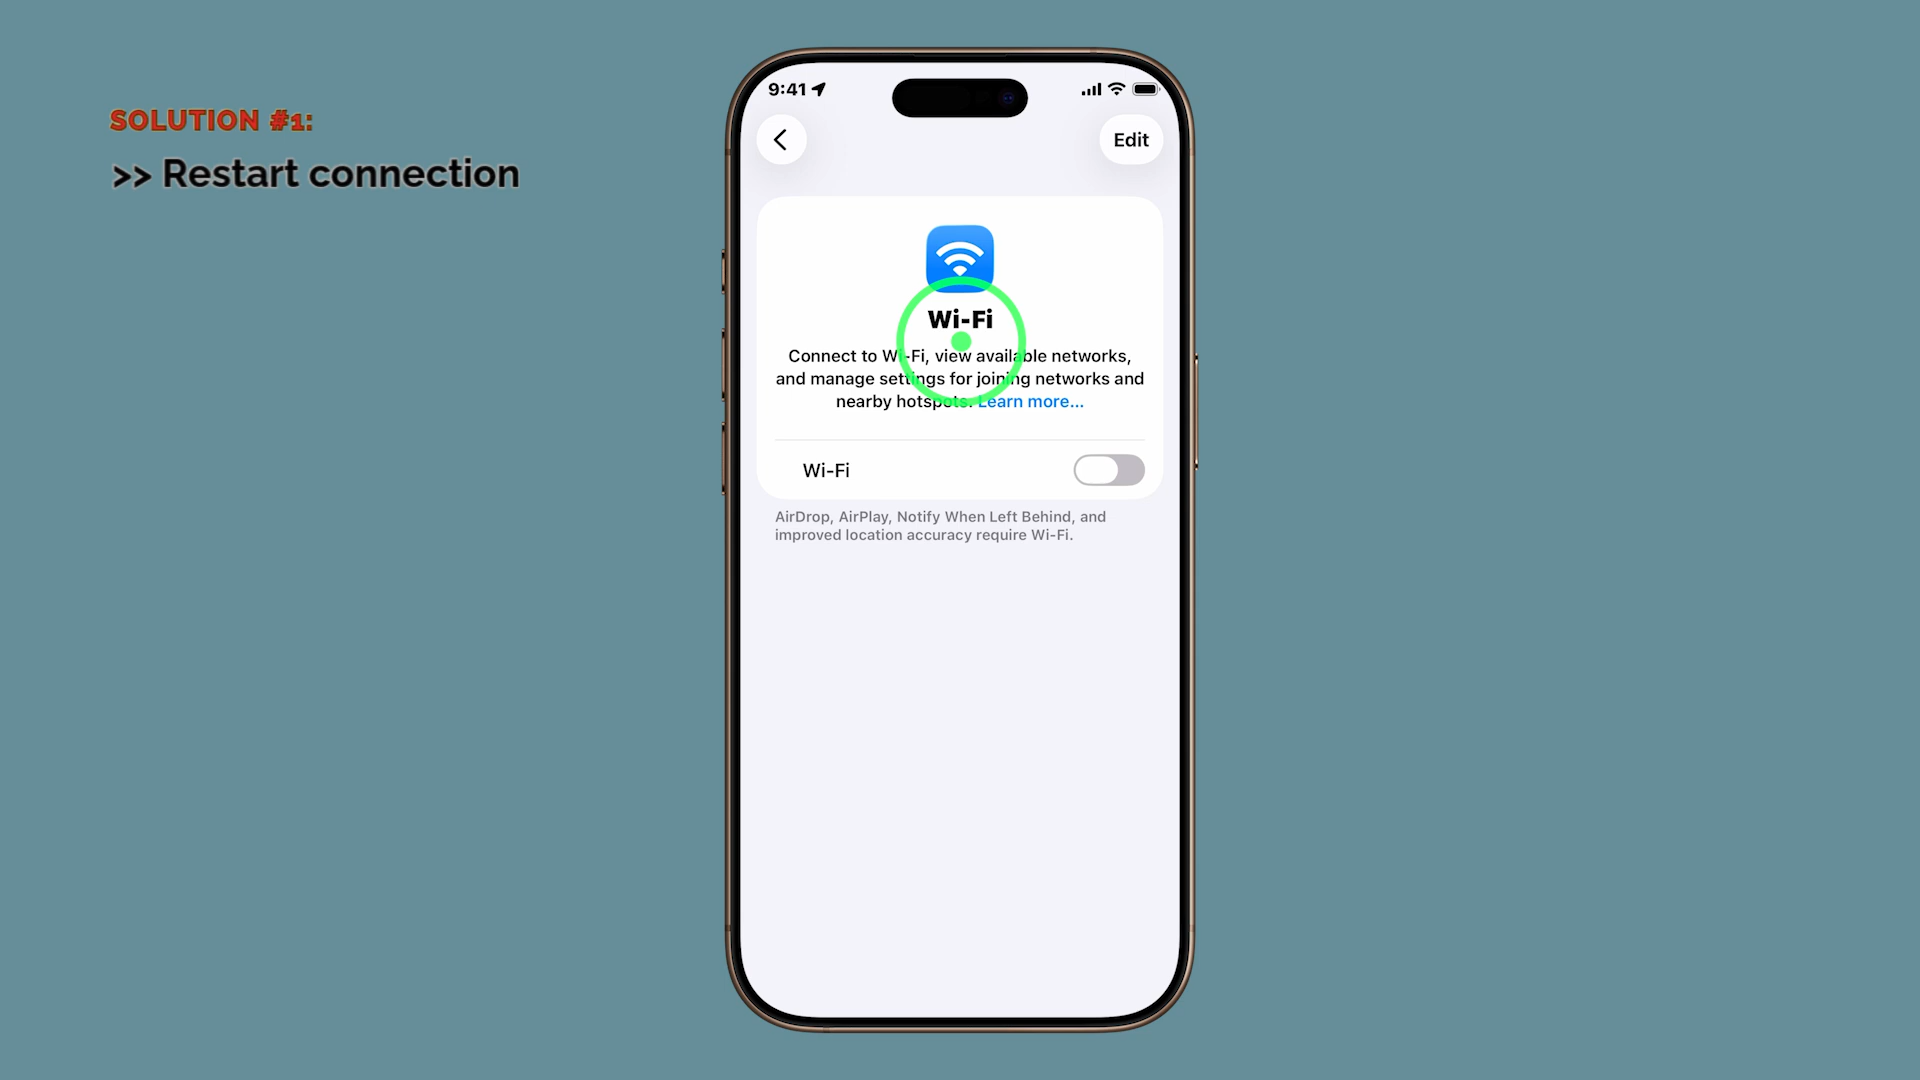 SOLUTION #1:
>> Restart connection
9:41
Edit
Wi-Fi
Connect to Wi-Fi, view available networks,
and manage settings for joining networks and
nearby hotspots. Learn more...
Wi-Fi
AirDrop, AirPlay, Notify When Left Behind, and
improved location accuracy require Wi-Fi.